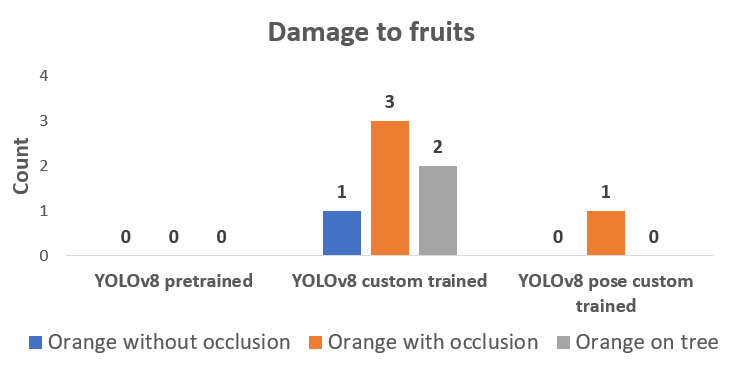 Damage to fruits
Count
4
3
2
1
0
0 0 0
1 3 2
0 1 0
YOLOv8 pretrained
YOLOv8 custom trained
YOLOv8 pose custom
trained
Orange without occlusion Orange with occlusion Orange on tree